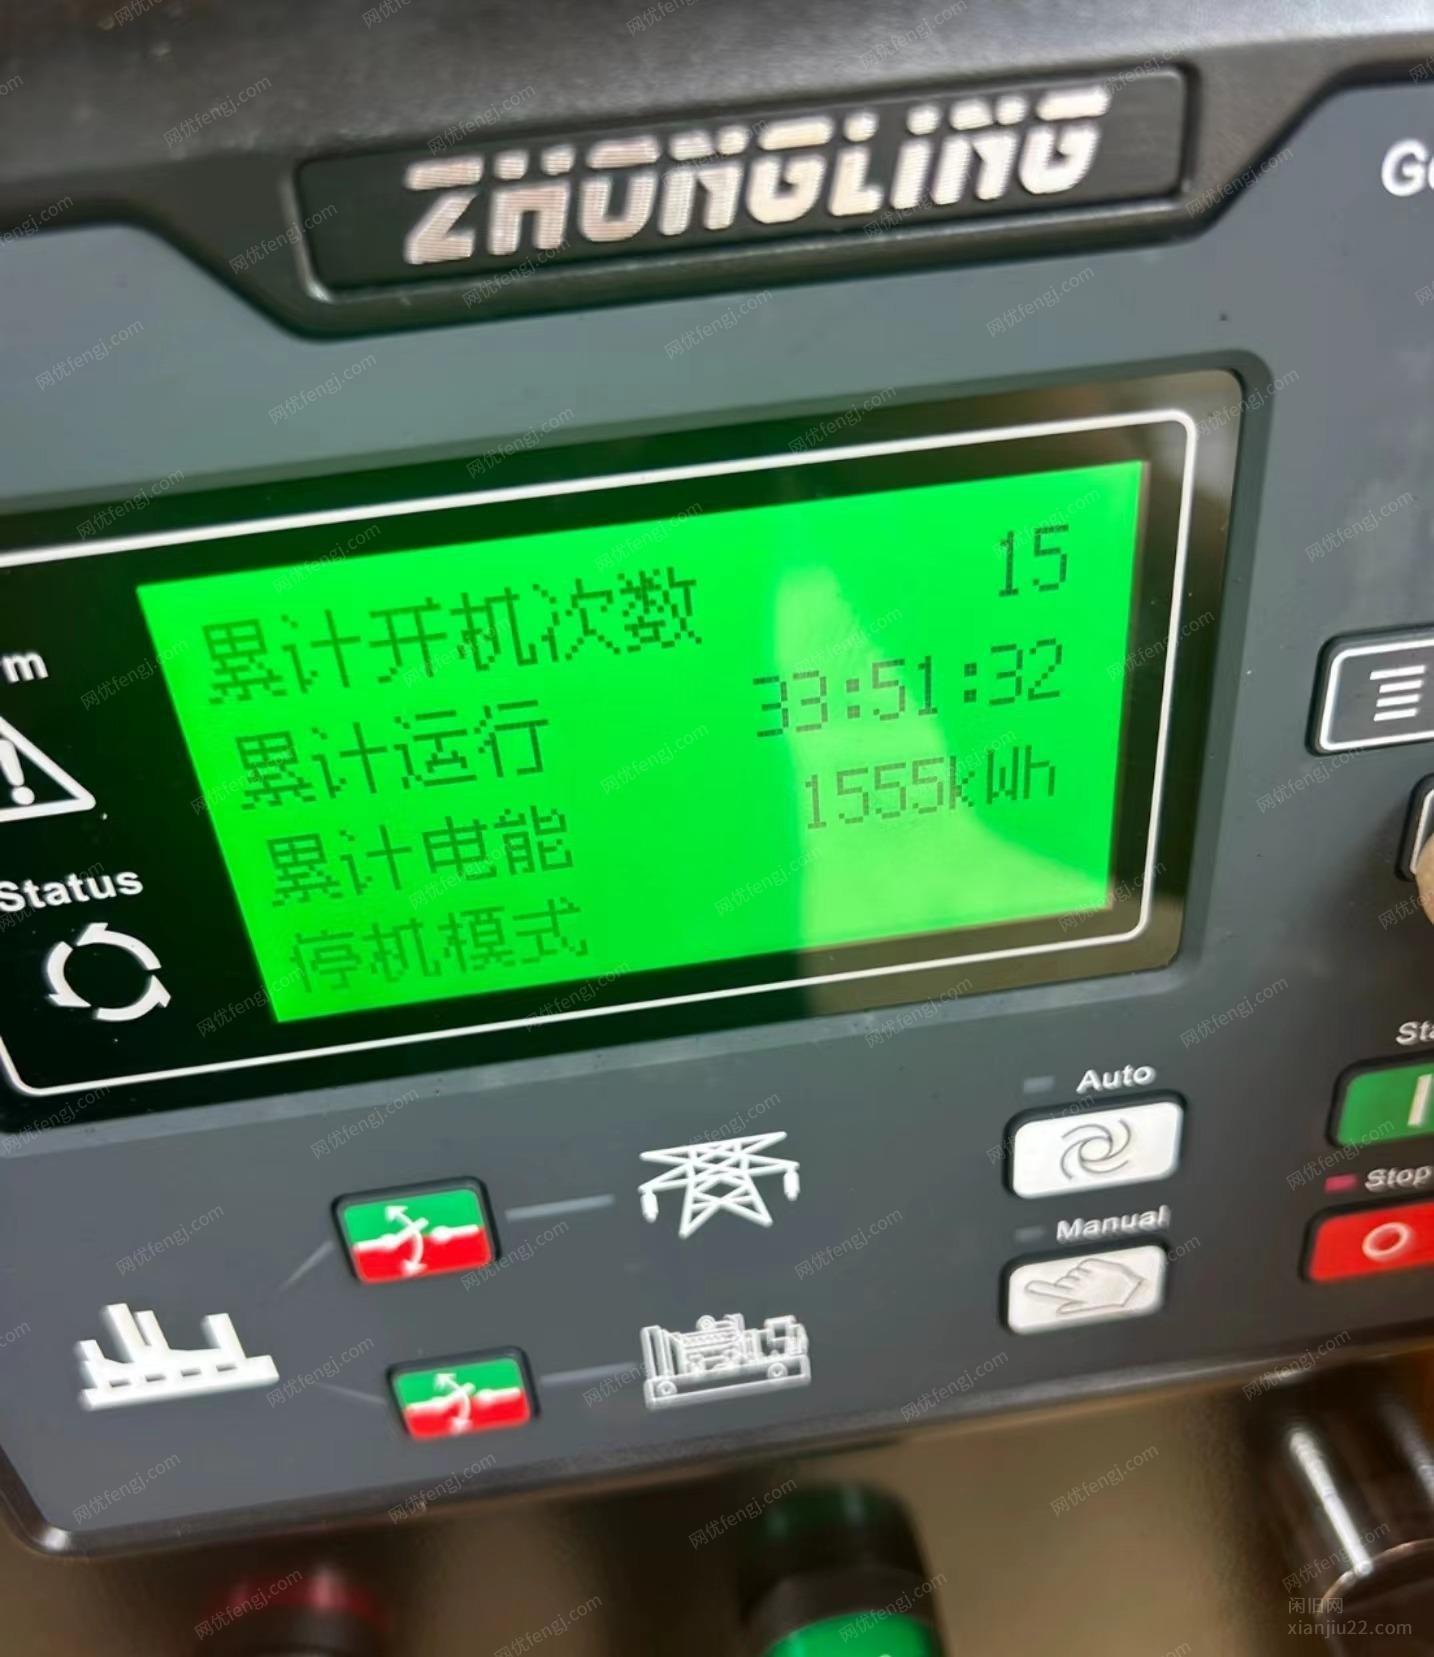 ZHONGLING
累计开机次数 15
累计运行 33:51:32
累计电能 1555kWh
停机模式
Status
Auto
Manual
Stop
网优fengj.com
闲旧网
xianjiu22.com